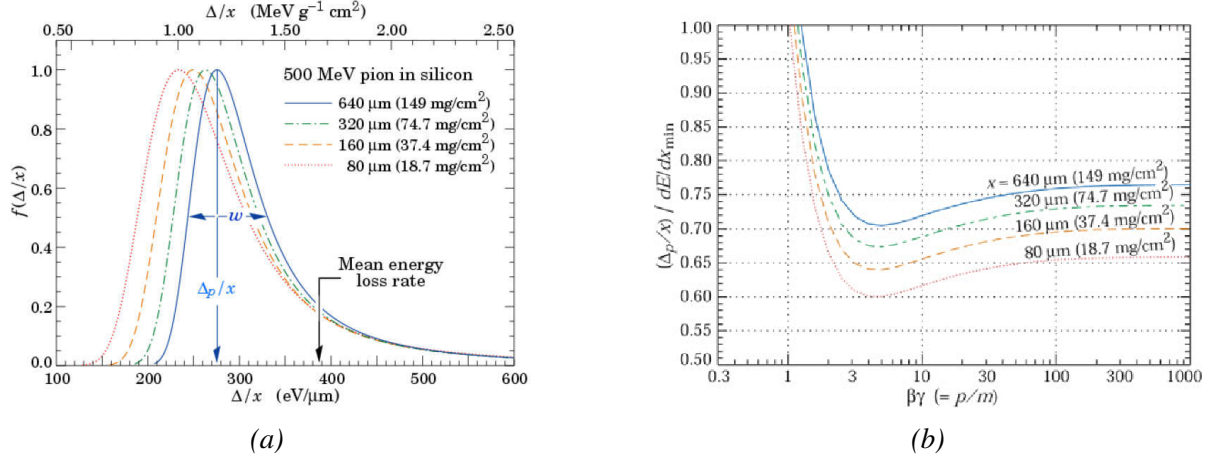 Δ/x (MeV g⁻¹ cm²)
0.50 1.00 1.50 2.00 2.50
500 MeV pion in silicon
640 μm (149 mg/cm²)
320 μm (74.7 mg/cm²)
160 μm (37.4 mg/cm²)
80 μm (18.7 mg/cm²)
1.0
0.8
0.6
0.4
0.2
0.0
f(Δ/x)
w
Δp/x
Mean energy
loss rate
100 200 300 400 500 600
Δ/x (eV/μm)
(a)
1.00
0.95
0.90
0.85
0.80
0.75
0.70
0.65
0.60
0.55
0.50
(Δp/x) / dE/dx min
x = 640 μm (149 mg/cm²)
320 μm (74.7 mg/cm²)
160 μm (37.4 mg/cm²)
80 μm (18.7 mg/cm²)
0.3 1 3 10 30 100 300 1000
βγ (= p/m)
(b)